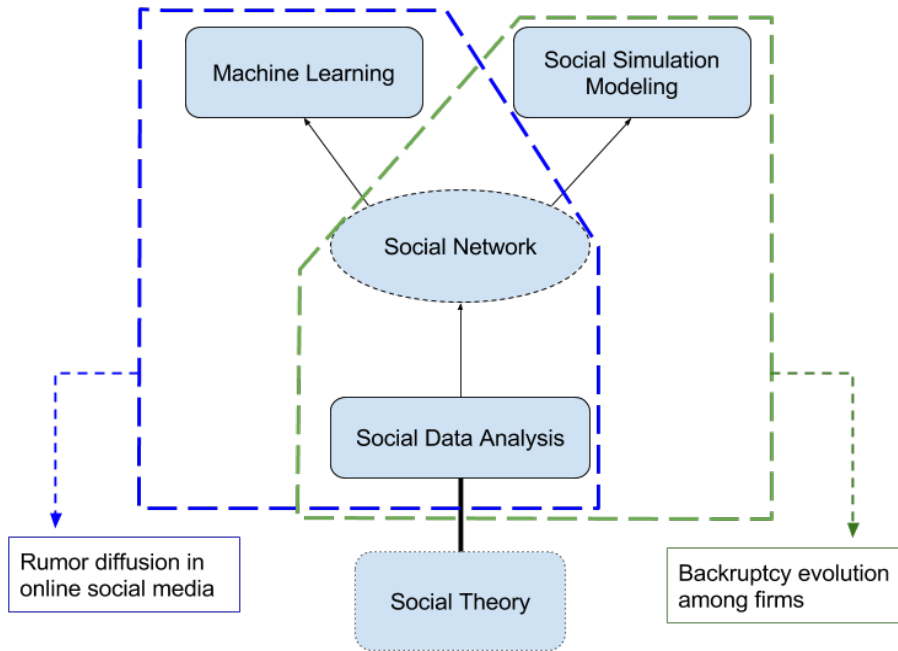 Machine Learning
Social Simulation
Modeling
Social Network
Social Data Analysis
Rumor diffusion in
online social media
Social Theory
Backruptcy evolution
among firms